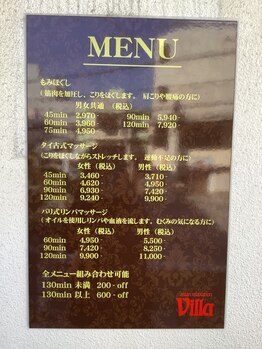 MENU
もみほぐし
（筋肉を加圧し、こりをほぐします。 肩こりや腰痛の方に）
男女共通 （税込）
45min 2,970- 90min 5,940-
60min 3,960- 120min 7,920-
75min 4,950
タイ古式マッサージ
（こりをほぐしながらストレッチします。 運動不足の方に）
女性（税込） 男性（税込）
45min 3,460 3,710-
60min 4,620 4,950-
90min 6,930- 7,420-
120min 9,240- 9,900-
バリ式リンパマッサージ
（オイルを使用しリンパや血液を流します。むくみの気になる方に）
女性（税込） 男性（税込）
60min 4,950- 5,500-
90min 7,420- 8,250-
120min 9,900- 11,000-
全メニュー組み合わせ可能
130min 未満 200- off
130min 以上 600- off
asian relaxation
Villa